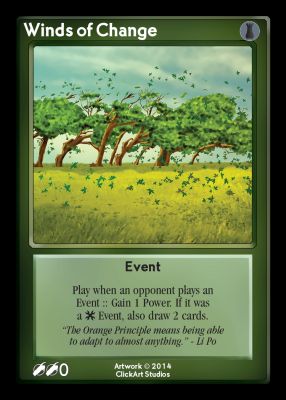 Winds of Change
Event
Play when an opponent plays an
Event :: Gain 1 Power. If it was
a Event, also draw 2 cards.
"The Orange Principle means being able
to adapt to almost anything." - Li Po
0
Artwork © 2014
ClickArt Studios